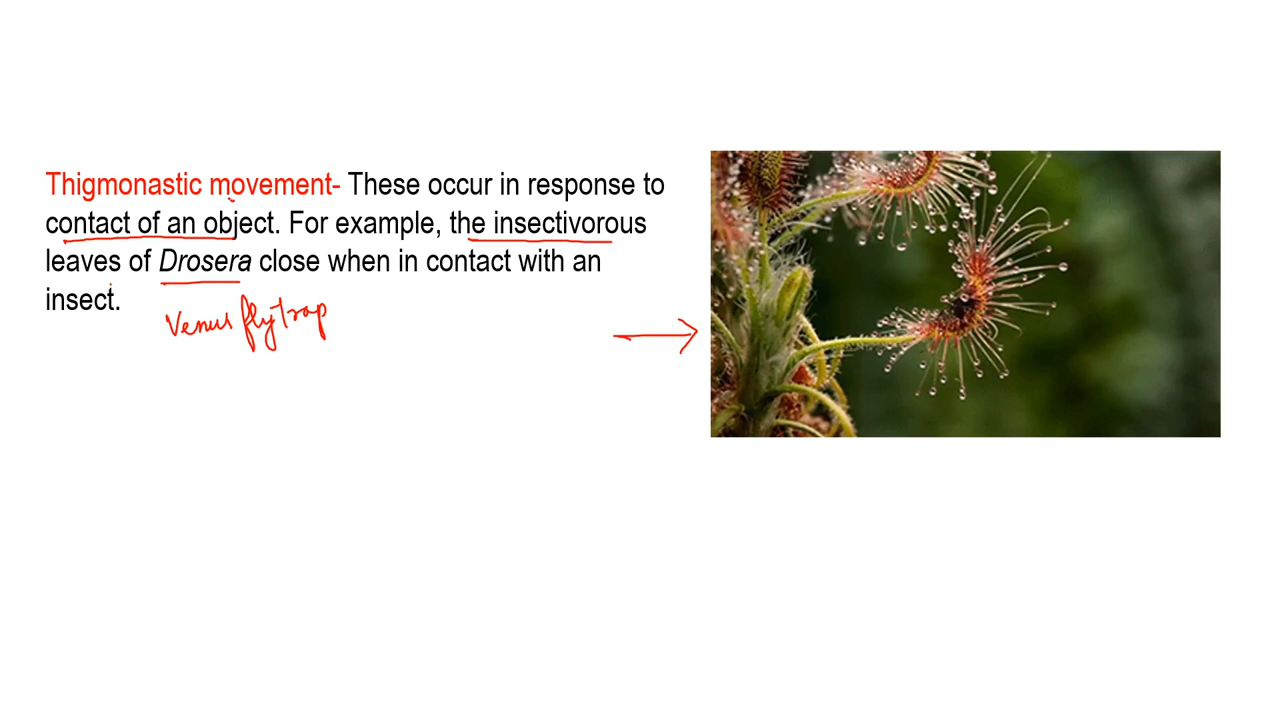 Thigmonastic movement- These occur in response to
contact of an object. For example, the insectivorous
leaves of Drosera close when in contact with an
insect.
Venus flytrap